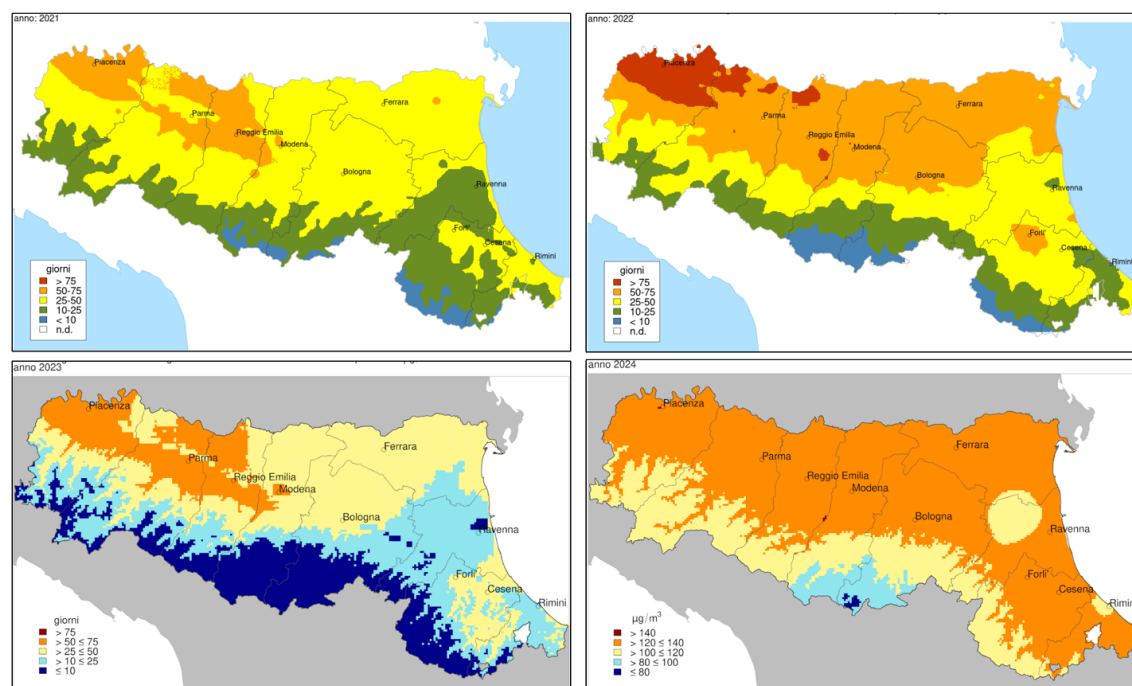 anno: 2021
Piacenza
Parma
Reggio Emilia
Modena
Ferrara
Bologna
Ravenna
Forlì
Cesena
Rimini
giorni
> 75
50-75
25-50
10-25
< 10
n.d.
anno: 2022
Piacenza
Parma
Reggio Emilia
Modena
Ferrara
Bologna
Ravenna
Forlì
Cesena
Rimini
giorni
> 75
50-75
25-50
10-25
< 10
n.d.
anno 2023
Piacenza
Parma
Reggio Emilia
Modena
Ferrara
Bologna
Ravenna
Forlì
Cesena
Rimini
giorni
> 75
> 50 ≤ 75
> 25 ≤ 50
> 10 ≤ 25
≤ 10
anno 2024
Piacenza
Parma
Reggio Emilia
Modena
Ferrara
Bologna
Ravenna
Forlì
Cesena
Rimin
µg/m³
> 140
> 120 ≤ 140
> 100 ≤ 120
> 80 ≤ 100
≤ 80